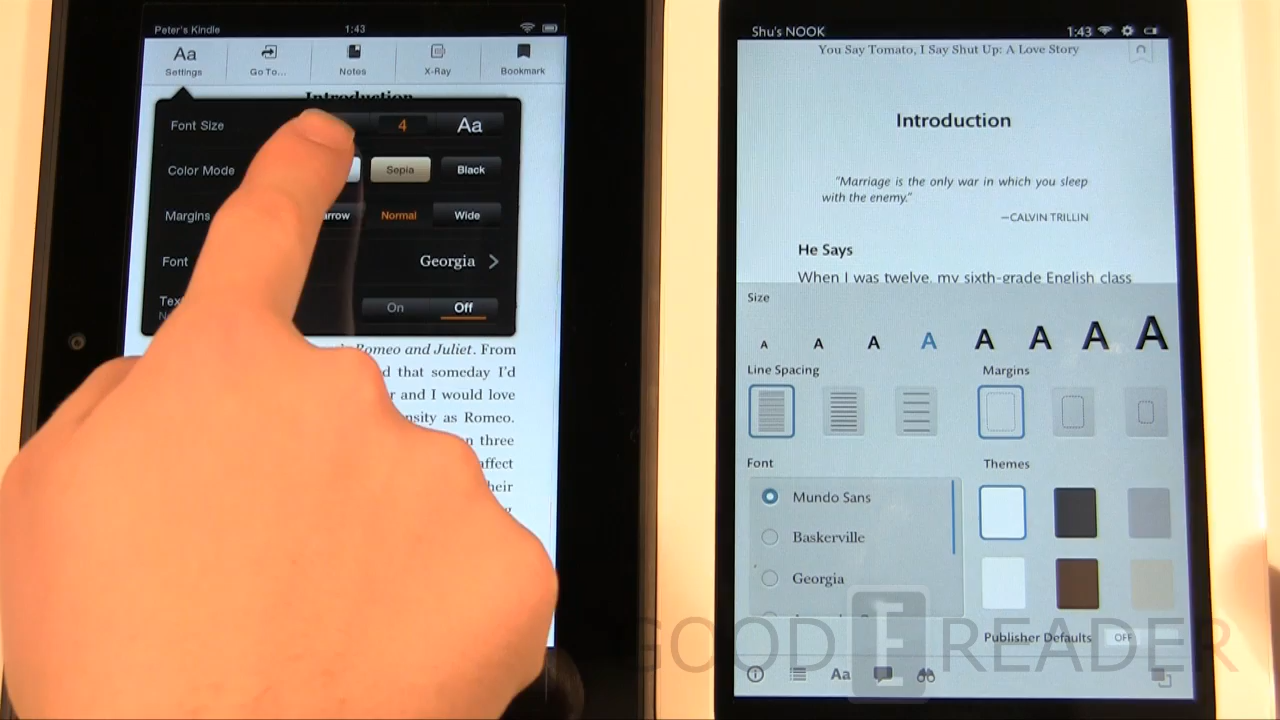 Peter's Kindle 1:43
Aa
Settings Go To... Notes X-Ray Bookmark
Introduction
Font Size 4 Aa
Color Mode Sepia Black
Margins Normal Wide
Font Georgia
On Off
Romeo and Juliet. From
that someday I'd
and I would love
as Romeo.
three
Shu's NOOK 1:43
You Say Tomato, I Say Shut Up: A Love Story
Introduction
"Marriage is the only war in which you sleep
with the enemy."
—CALVIN TRILLIN
He Says
When I was twelve, my sixth-grade English class
Size
A A A A A A A A
Line Spacing Margins
Font Themes
Mundo Sans
Baskerville
Georgia
Publisher Defaults OFF
Aa
GOOD E READER